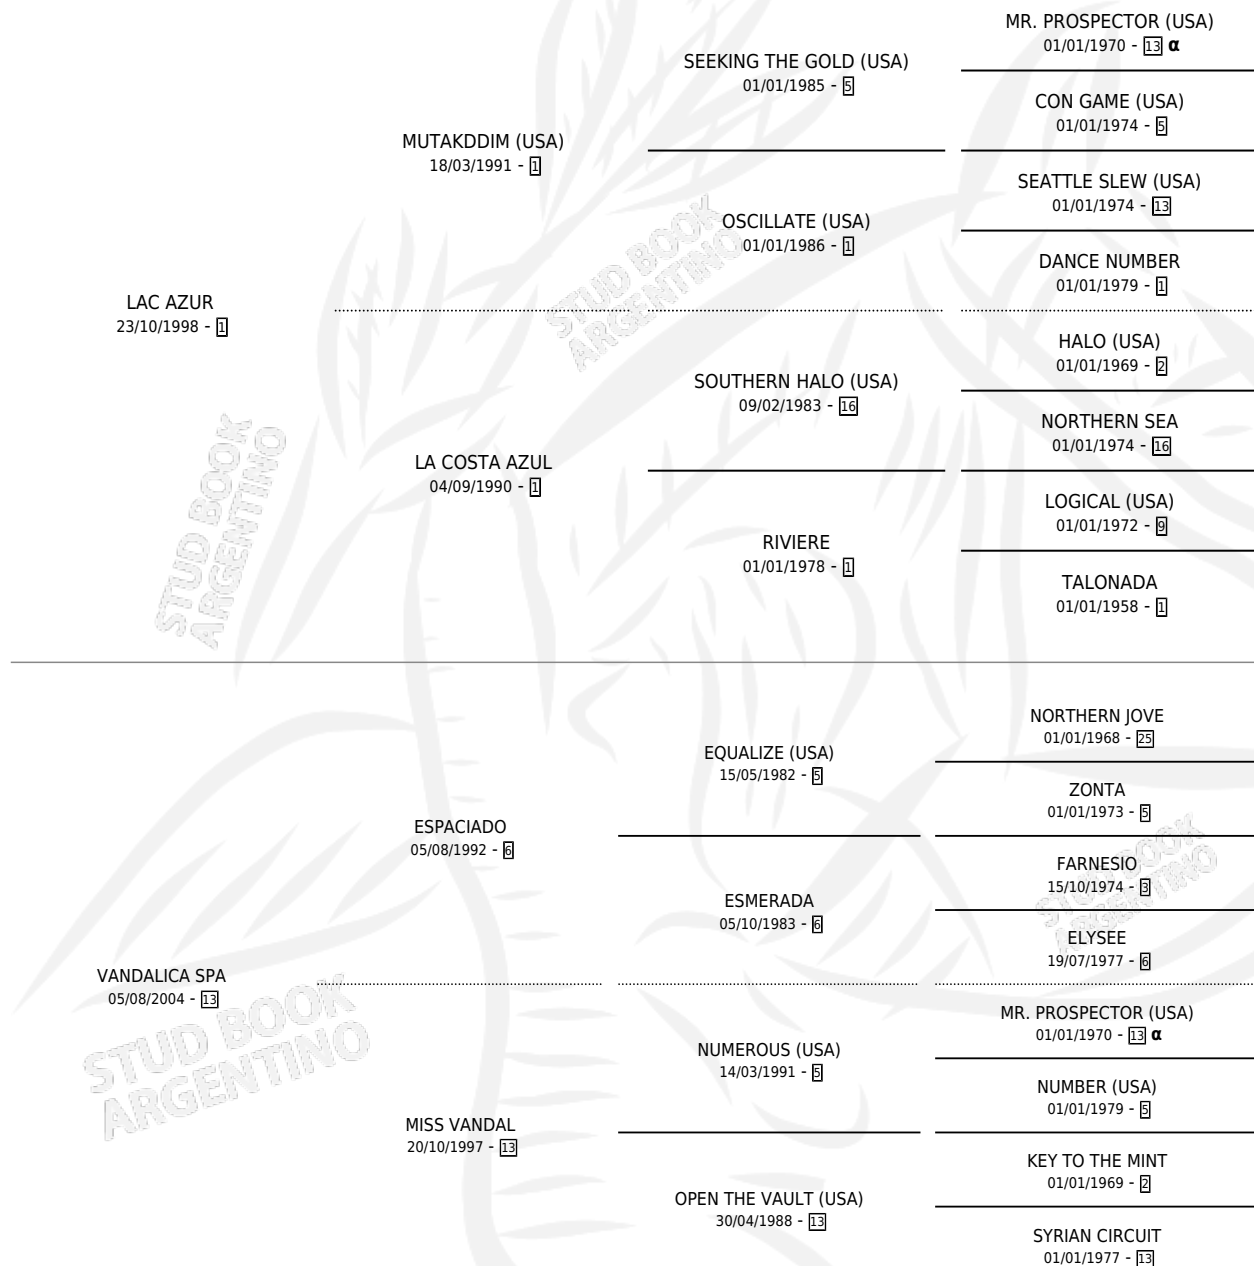 MR. PROSPECTOR (USA)
01/01/1970 - 13 α
SEEKING THE GOLD (USA)
01/01/1985 - 5
CON GAME (USA)
01/01/1974 - 5
MUTAKDDIM (USA)
18/03/1991 - 1
SEATTLE SLEW (USA)
01/01/1974 - 13
OSCILLATE (USA)
01/01/1986 - 1
DANCE NUMBER
01/01/1979 - 1
LAC AZUR
23/10/1998 - 1
HALO (USA)
01/01/1969 - 2
SOUTHERN HALO (USA)
09/02/1983 - 16
NORTHERN SEA
01/01/1974 - 16
LA COSTA AZUL
04/09/1990 - 1
LOGICAL (USA)
01/01/1972 - 9
RIVIERE
01/01/1978 - 1
TALONADA
01/01/1958 - 1
NORTHERN JOVE
01/01/1968 - 25
EQUALIZE (USA)
15/05/1982 - 5
ZONTA
01/01/1973 - 5
ESPACIADO
05/08/1992 - 6
FARNESIO
15/10/1974 - 3
ESMERADA
05/10/1983 - 6
ELYSEE
19/07/1977 - 6
VANDALICA SPA
05/08/2004 - 13
MR. PROSPECTOR (USA)
01/01/1970 - 13 α
NUMEROUS (USA)
14/03/1991 - 5
NUMBER (USA)
01/01/1979 - 5
MISS VANDAL
20/10/1997 - 13
KEY TO THE MINT
01/01/1969 - 2
OPEN THE VAULT (USA)
30/04/1988 - 13
SYRIAN CIRCUIT
01/01/1977 - 13
STUD BOOK
ARGENTINO
STUD BOOK
ARGENTINO
STUD BOOK
ARGENTINO
STUD BOOK
ARGENTINO